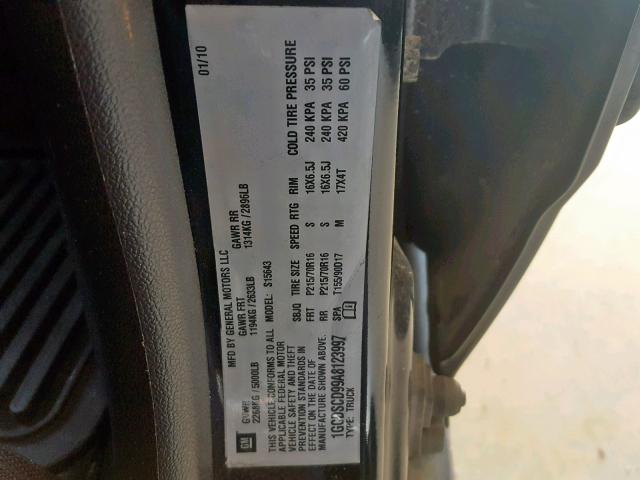 MFD BY GENERAL MOTORS LLC
01/10
GVWR GAWR FRT GAWR RR
2268KG / 5000LB 1194KG / 2633LB 1314KG / 2896LB
THIS VEHICLE CONFORMS TO ALL
APPLICABLE FEDERAL MOTOR
VEHICLE SAFETY AND THEFT
PREVENTION STANDARDS IN
EFFECT ON THE DATE OF
MANUFACTURE SHOWN ABOVE.
1GCDSCD99A8123997
TYPE: TRUCK
MODEL: S15643
SBJQ TIRE SIZE SPEED RTG RIM COLD TIRE PRESSURE
FRT P215/70R16 S 16X6.5J 240 KPA 35 PSI
RR P215/70R16 S 16X6.5J 240 KPA 35 PSI
SPA T155/90D17 M 17X4T 420 KPA 60 PSI
GM